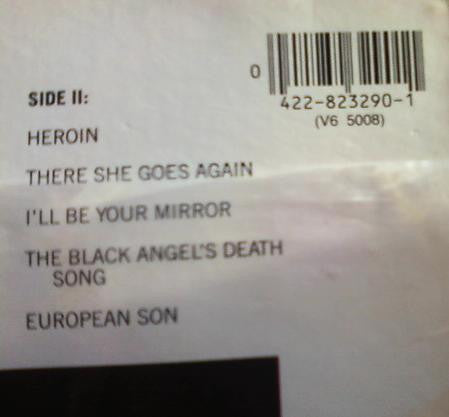 0
422-823290-1
(V6 5008)
SIDE II:
HEROIN
THERE SHE GOES AGAIN
I'LL BE YOUR MIRROR
THE BLACK ANGEL'S DEATH
SONG
EUROPEAN SON